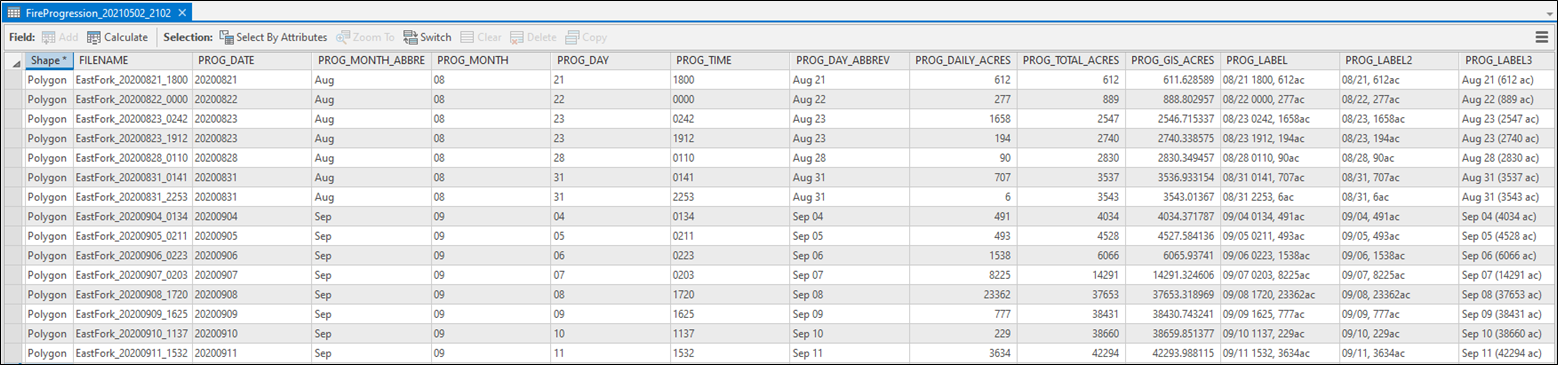 FireProgression_20210502_2102 ×
Field: Add Calculate Selection: Select By Attributes Zoom To Switch Clear Delete Copy
Shape * FILENAME PROG_DATE PROG_MONTH_ABBRE PROG_MONTH PROG_DAY PROG_TIME PROG_DAY_ABBREV PROG_DAILY_ACRES PROG_TOTAL_ACRES PROG_GIS_ACRES PROG_LABEL PROG_LABEL2 PROG_LABEL3
Polygon EastFork_20200821_1800 20200821 Aug 08 21 1800 Aug 21 612 612 611.628589 08/21 1800, 612ac 08/21, 612ac Aug 21 (612 ac)
Polygon EastFork_20200822_0000 20200822 Aug 08 22 0000 Aug 22 277 889 888.802957 08/22 0000, 277ac 08/22, 277ac Aug 22 (889 ac)
Polygon EastFork_20200823_0242 20200823 Aug 08 23 0242 Aug 23 1658 2547 2546.715337 08/23 0242, 1658ac 08/23, 1658ac Aug 23 (2547 ac)
Polygon EastFork_20200823_1912 20200823 Aug 08 23 1912 Aug 23 194 2740 2740.338575 08/23 1912, 194ac 08/23, 194ac Aug 23 (2740 ac)
Polygon EastFork_20200828_0110 20200828 Aug 08 28 0110 Aug 28 90 2830 2830.349457 08/28 0110, 90ac 08/28, 90ac Aug 28 (2830 ac)
Polygon EastFork_20200831_0141 20200831 Aug 08 31 0141 Aug 31 707 3537 3536.933154 08/31 0141, 707ac 08/31, 707ac Aug 31 (3537 ac)
Polygon EastFork_20200831_2253 20200831 Aug 08 31 2253 Aug 31 6 3543 3543.01367 08/31 2253, 6ac 08/31, 6ac Aug 31 (3543 ac)
Polygon EastFork_20200904_0134 20200904 Sep 09 04 0134 Sep 04 491 4034 4034.371787 09/04 0134, 491ac 09/04, 491ac Sep 04 (4034 ac)
Polygon EastFork_20200905_0211 20200905 Sep 09 05 0211 Sep 05 493 4528 4527.584136 09/05 0211, 493ac 09/05, 493ac Sep 05 (4528 ac)
Polygon EastFork_20200906_0223 20200906 Sep 09 06 0223 Sep 06 1538 6066 6065.93741 09/06 0223, 1538ac 09/06, 1538ac Sep 06 (6066 ac)
Polygon EastFork_20200907_0203 20200907 Sep 09 07 0203 Sep 07 8225 14291 14291.324606 09/07 0203, 8225ac 09/07, 8225ac Sep 07 (14291 ac)
Polygon EastFork_20200908_1720 20200908 Sep 09 08 1720 Sep 08 23362 37653 37653.318969 09/08 1720, 23362ac 09/08, 23362ac Sep 08 (37653 ac)
Polygon EastFork_20200909_1625 20200909 Sep 09 09 1625 Sep 09 777 38431 38430.743241 09/09 1625, 777ac 09/09, 777ac Sep 09 (38431 ac)
Polygon EastFork_20200910_1137 20200910 Sep 09 10 1137 Sep 10 229 38660 38659.851377 09/10 1137, 229ac 09/10, 229ac Sep 10 (38660 ac)
Polygon EastFork_20200911_1532 20200911 Sep 09 11 1532 Sep 11 3634 42294 42293.988115 09/11 1532, 3634ac 09/11, 3634ac Sep 11 (42294 ac)